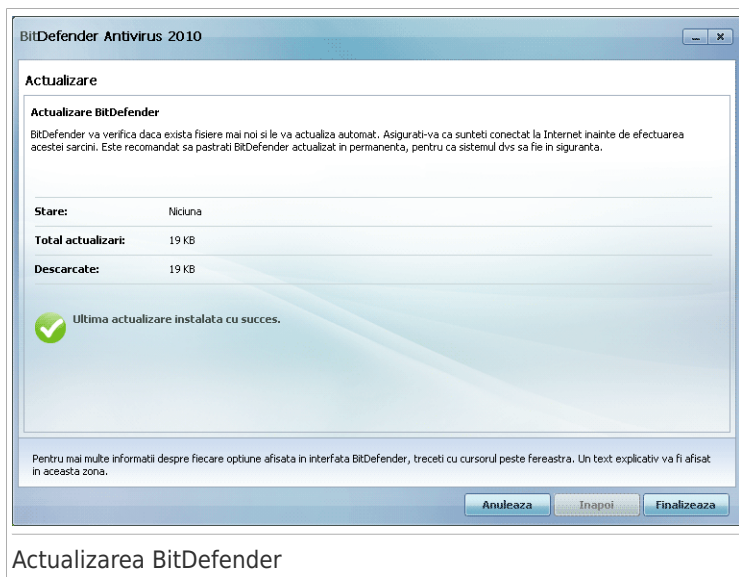 BitDefender Antivirus 2010
Actualizare
Actualizare BitDefender
BitDefender va verifica daca exista fisiere mai noi si le va actualiza automat. Asigurati-va ca sunteti conectat la Internet inainte de efectuarea
acestei sarcini. Este recomandat sa pastrati BitDefender actualizat in permanenta, pentru ca sistemul dvs sa fie in siguranta.
Stare: Niciuna
Total actualizari: 19 KB
Descarcate: 19 KB
Ultima actualizare instalata cu succes.
Pentru mai multe informatii despre fiecare optiune afisata in interfata BitDefender, treceti cu cursorul peste fereastra. Un text explicativ va fi afisat
in aceasta zona.
Anuleaza Inapoi Finalizeaza
Actualizarea BitDefender